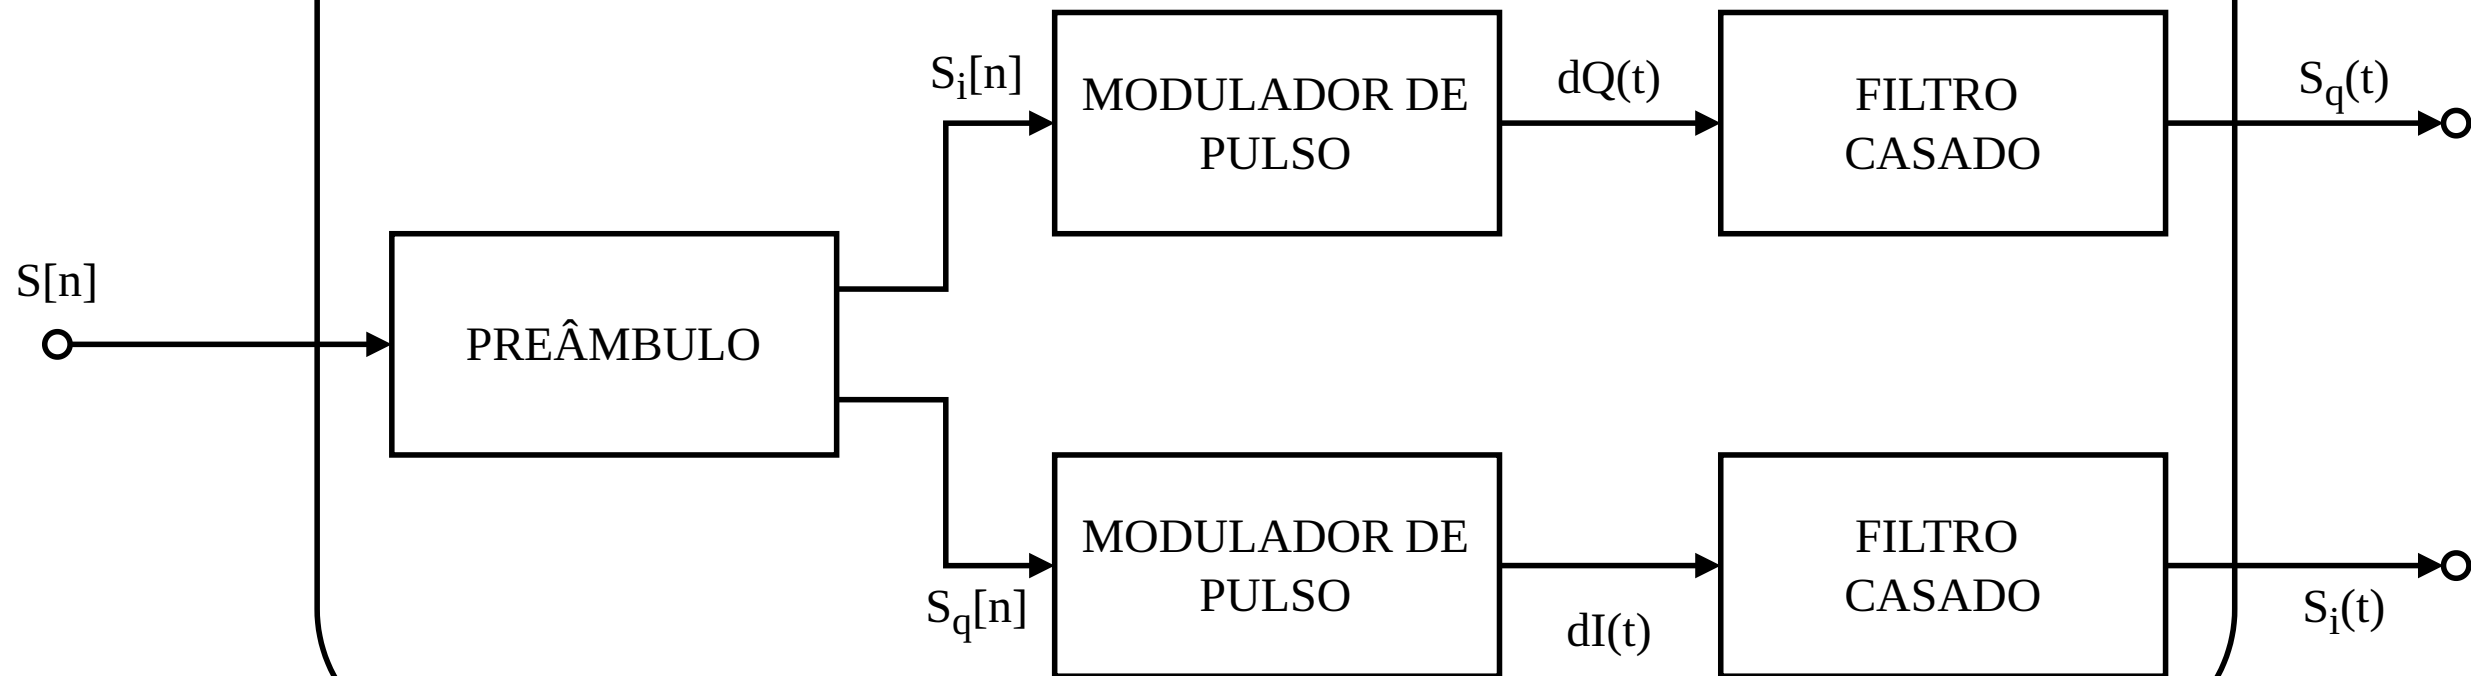 S[n]
PREÂMBULO
Si[n]
MODULADOR DE
PULSO
dQ(t)
FILTRO
CASADO
Sq(t)
Sq[n]
MODULADOR DE
PULSO
dI(t)
FILTRO
CASADO
Si(t)